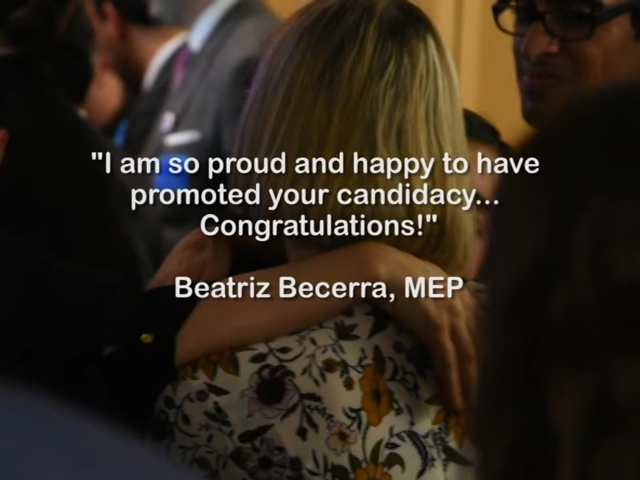 "I am so proud and happy to have
promoted your candidacy...
Congratulations!"
Beatriz Becerra, MEP